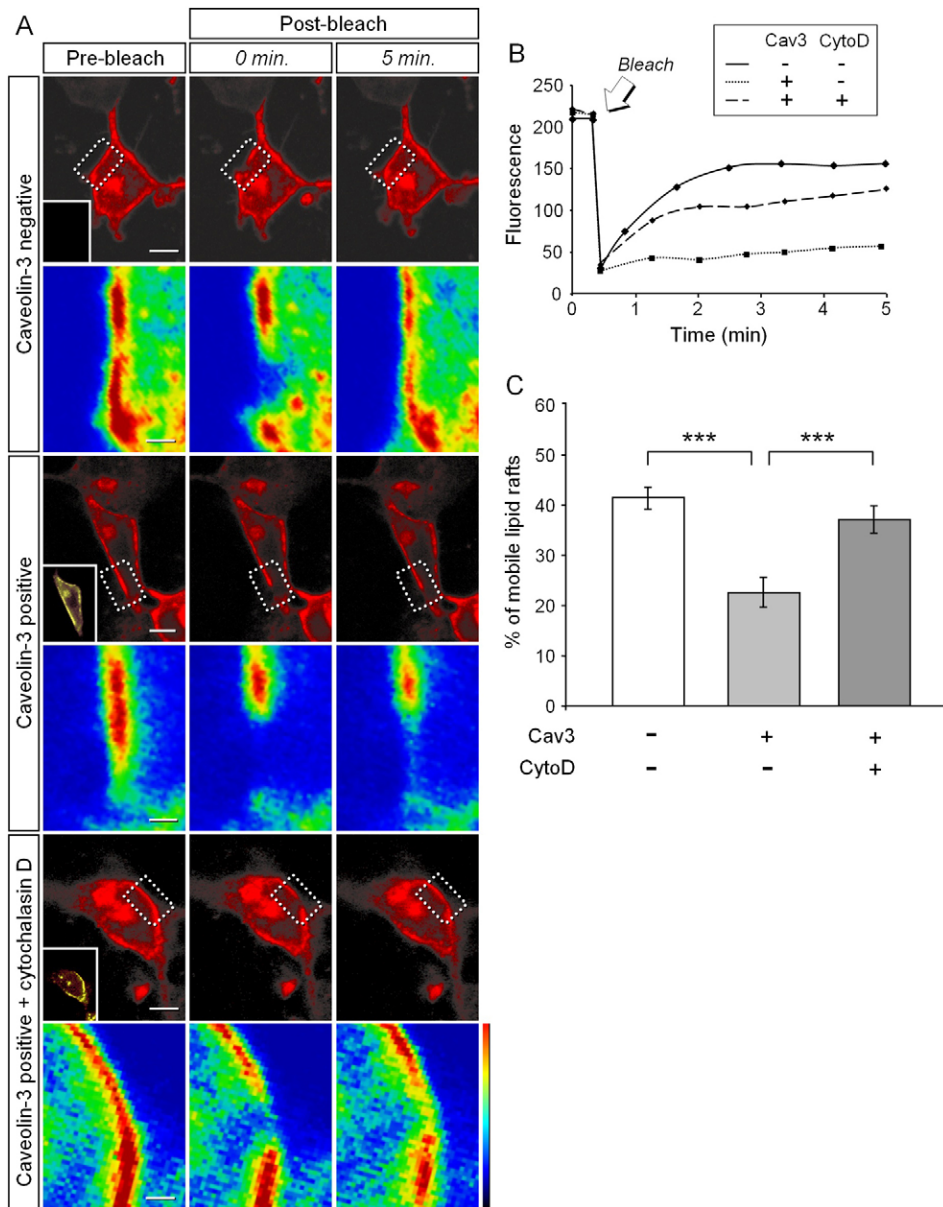 A
Post-bleach
Pre-bleach
0 min.
5 min.
Caveolin-3 negative
Caveolin-3 positive
Caveolin-3 positive + cytochalasin D
B
Bleach
Cav3 CytoD
- -
+ -
+ +
Fluorescence
250
200
150
100
50
0
0 1 2 3 4 5
Time (min)
C
% of mobile lipid rafts
60
50
40
30
20
10
0
*** ***
Cav3 - + +
CytoD - - +